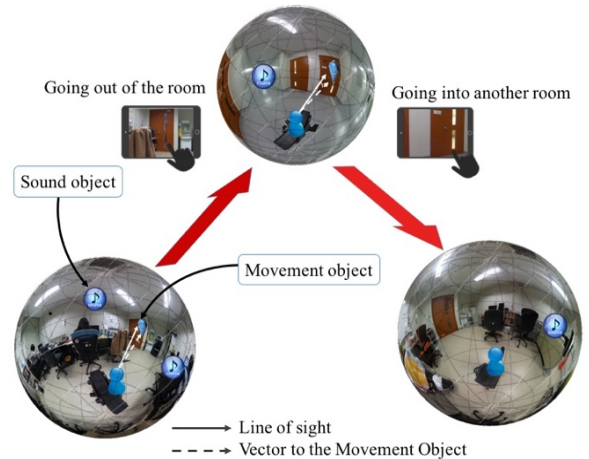 Going out of the room
Going into another room
Sound object
Movement object
Line of sight
Vector to the Movement Object